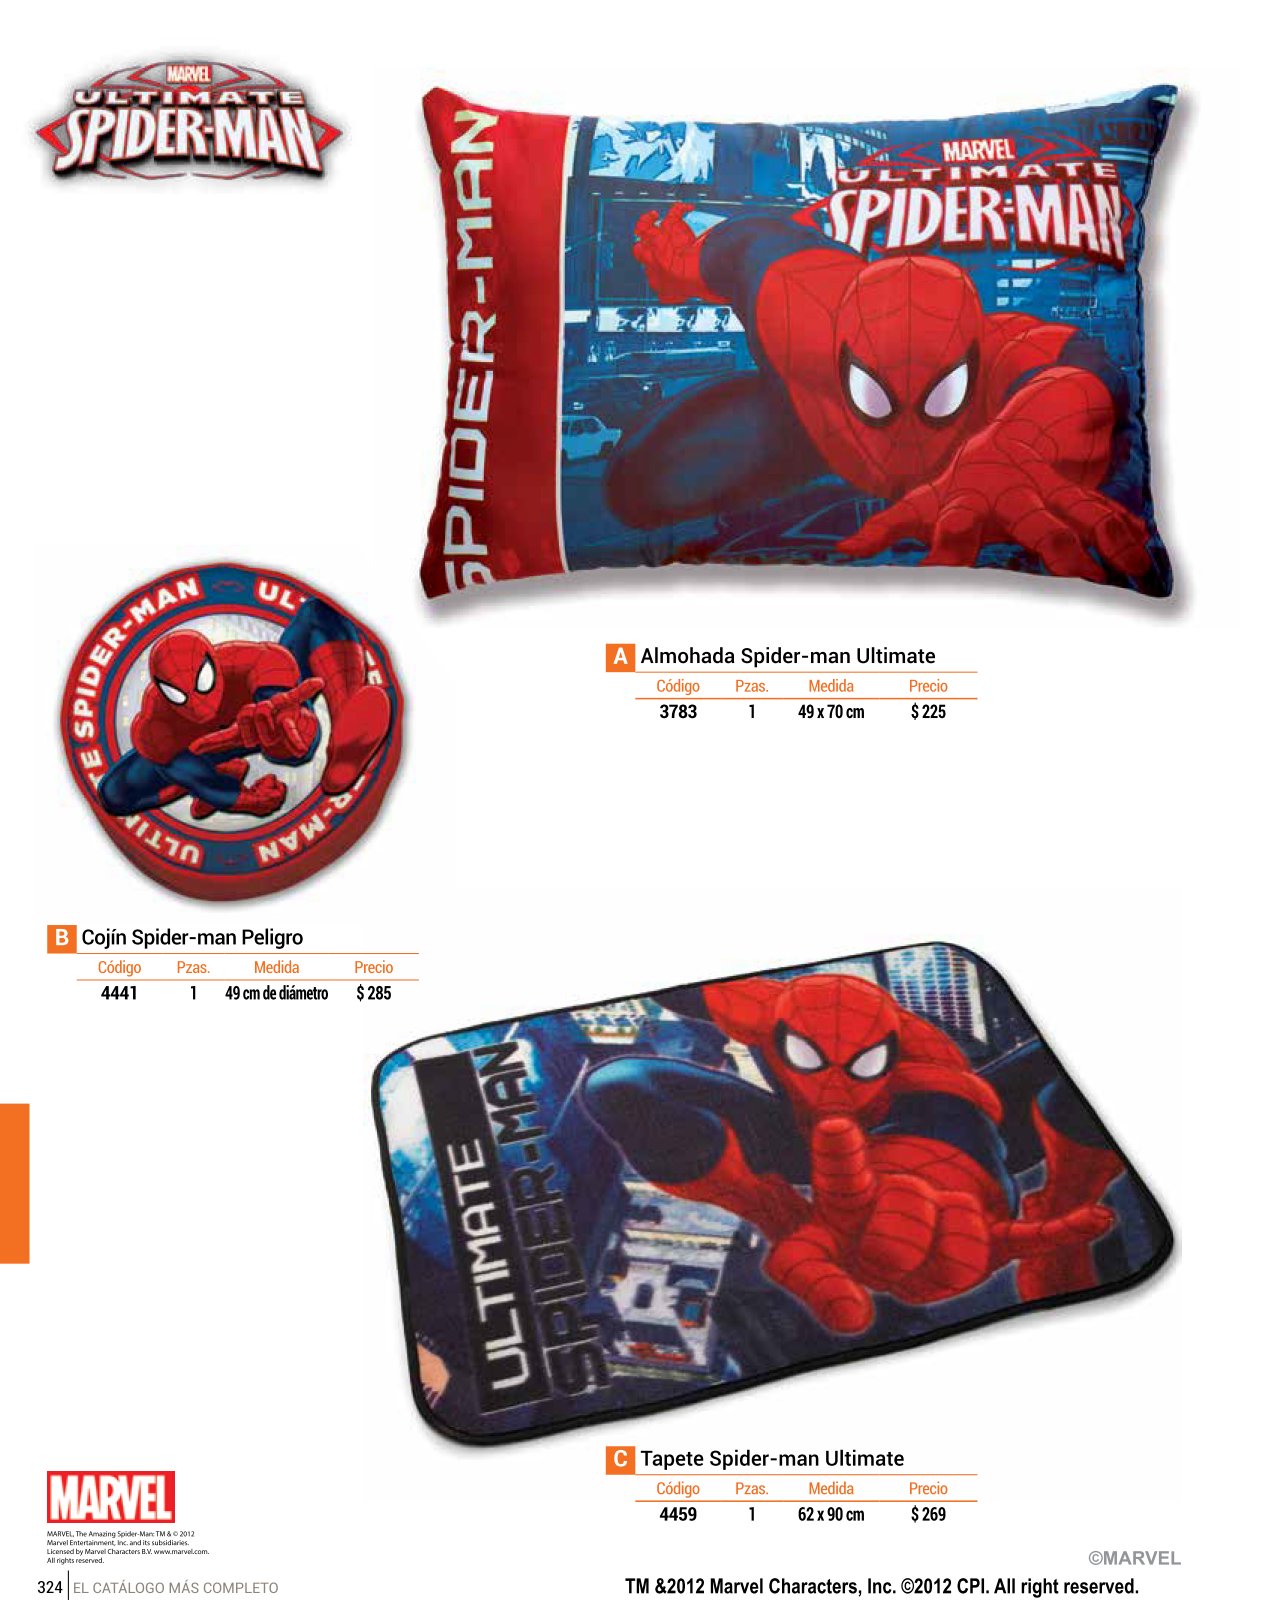 MARVEL
ULTIMATE
SPIDER-MAN
SPIDER-MAN
MARVEL
ULTIMATE
SPIDER-MAN
A Almohada Spider-man Ultimate
Código Pzas. Medida Precio
3783 1 49 x 70 cm $ 225
TE SPIDER-MAN
UL
ULTIM
ER-MAN
B Cojín Spider-man Peligro
Código Pzas. Medida Precio
4441 1 49 cm de diámetro $ 285
ULTIMATE
SPIDER-MAN
C Tapete Spider-man Ultimate
Código Pzas. Medida Precio
4459 1 62 x 90 cm $ 269
MARVEL
MARVEL, The Amazing Spider-Man: TM & © 2012
Marvel Entertainment, Inc. and its subsidiaries.
Licensed by Marvel Characters B.V. www.marvel.com.
All rights reserved.
©MARVEL
324 EL CATÁLOGO MÁS COMPLETO
TM &2012 Marvel Characters, Inc. ©2012 CPI. All right reserved.